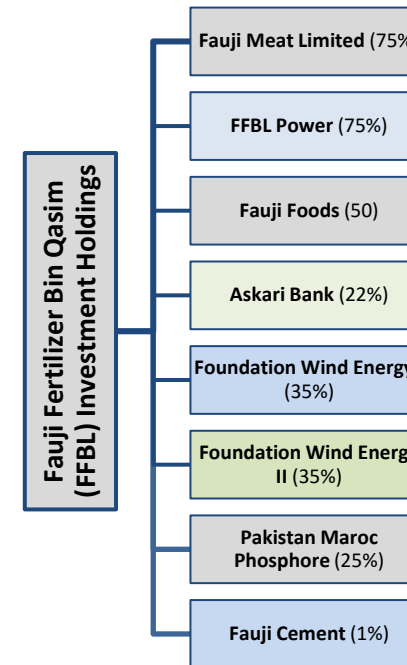 Fauji Fertilizer Bin Qasim
(FFBL) Investment Holdings
Fauji Meat Limited (75%
FFBL Power (75%)
Fauji Foods (50)
Askari Bank (22%)
Foundation Wind Energy
(35%)
Foundation Wind Energ
II (35%)
Pakistan Maroc
Phosphore (25%)
Fauji Cement (1%)